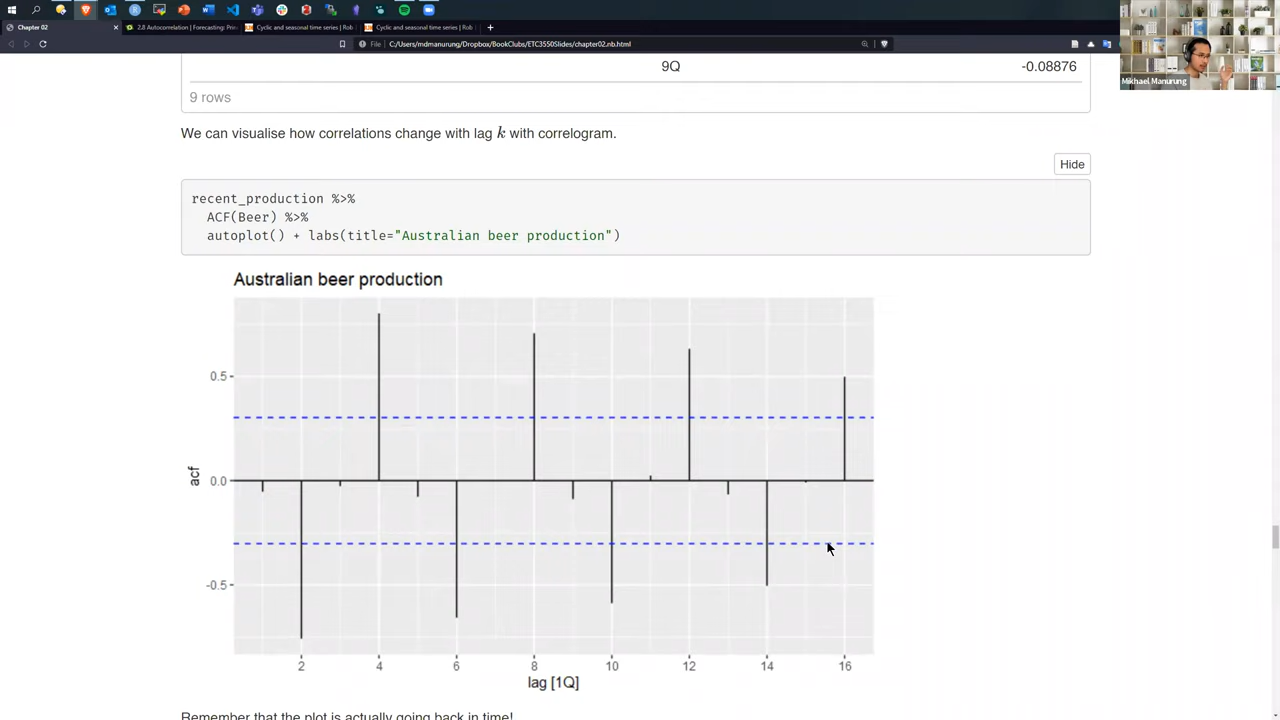 Chapter 02
2.8 Autocorrelation | Forecasting: Prin
Cyclic and seasonal time series | Rob
Cyclic and seasonal time series | Rob
File
C:/Users/mdmanurung/Dropbox/BookClubs/ETC3550Slides/chapter02.nb.html
Mikhael Manurung
9Q -0.08876
9 rows
We can visualise how correlations change with lag k with correlogram.
Hide
recent_production %>%
ACF(Beer) %>%
autoplot() + labs(title="Australian beer production")
Australian beer production
0.5
0.0
-0.5
acf
2 4 6 8 10 12 14 16
lag [1Q]
Remember that the plot is actually going back in time!